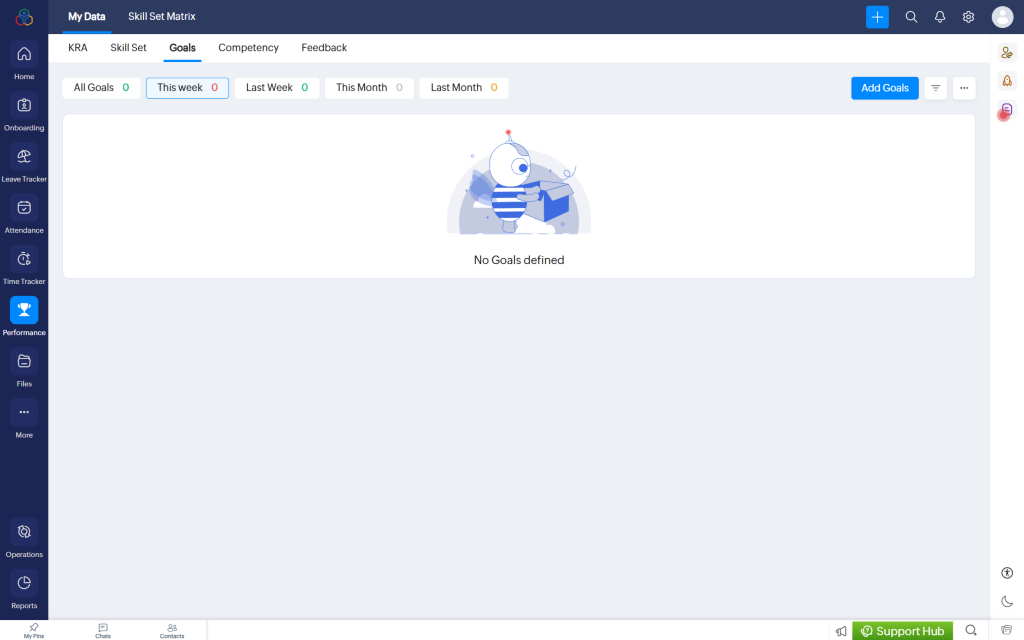 My Data
Skill Set Matrix
KRA
Skill Set
Goals
Competency
Feedback
All Goals 0
This week 0
Last Week 0
This Month 0
Last Month 0
Add Goals
No Goals defined
Home
Onboarding
Leave Tracker
Attendance
Time Tracker
Performance
Files
More
Operations
Reports
My Pins
Chats
Contacts
Support Hub